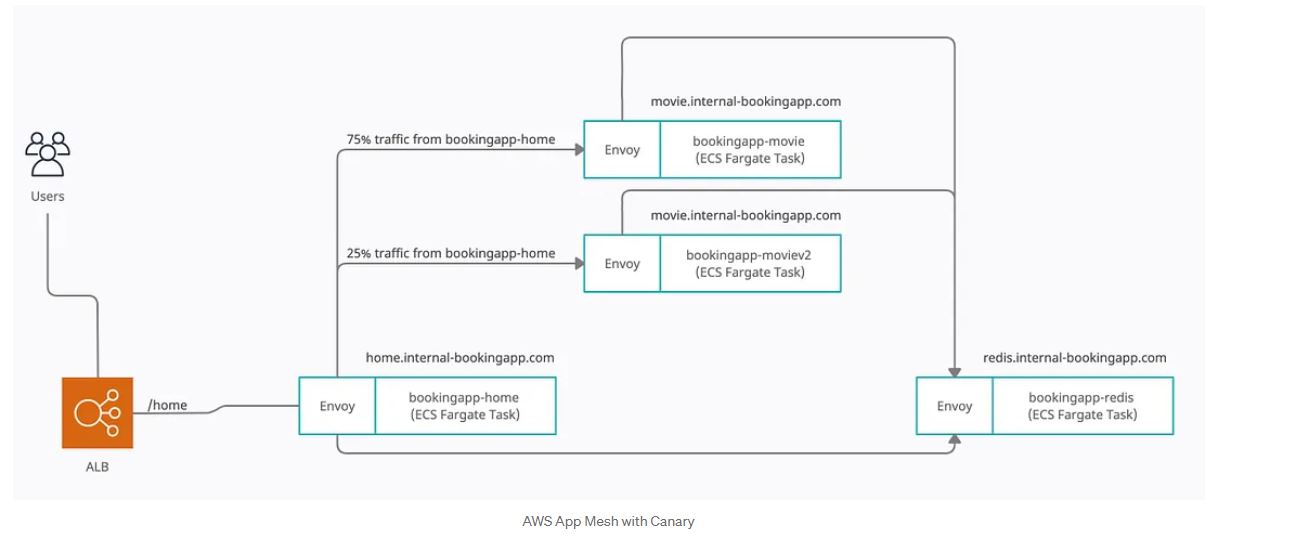 movie.internal-bookingapp.com
75% traffic from bookingapp-home
Envoy
bookingapp-movie
(ECS Fargate Task)
Users
movie.internal-bookingapp.com
25% traffic from bookingapp-home
Envoy
bookingapp-moviev2
(ECS Fargate Task)
home.internal-bookingapp.com
redis.internal-bookingapp.com
/home
Envoy
bookingapp-home
(ECS Fargate Task)
Envoy
bookingapp-redis
(ECS Fargate Task)
ALB
AWS App Mesh with Canary